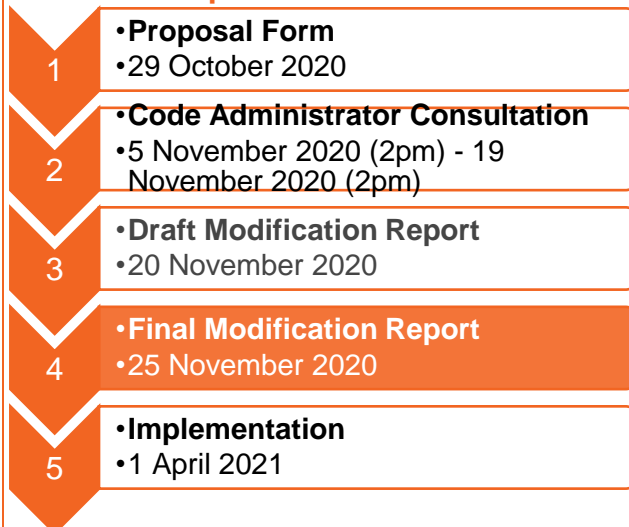 1
•Proposal Form
•29 October 2020
2
•Code Administrator Consultation
•5 November 2020 (2pm) - 19
November 2020 (2pm)
3
•Draft Modification Report
•20 November 2020
4
•Final Modification Report
•25 November 2020
5
•Implementation
•1 April 2021